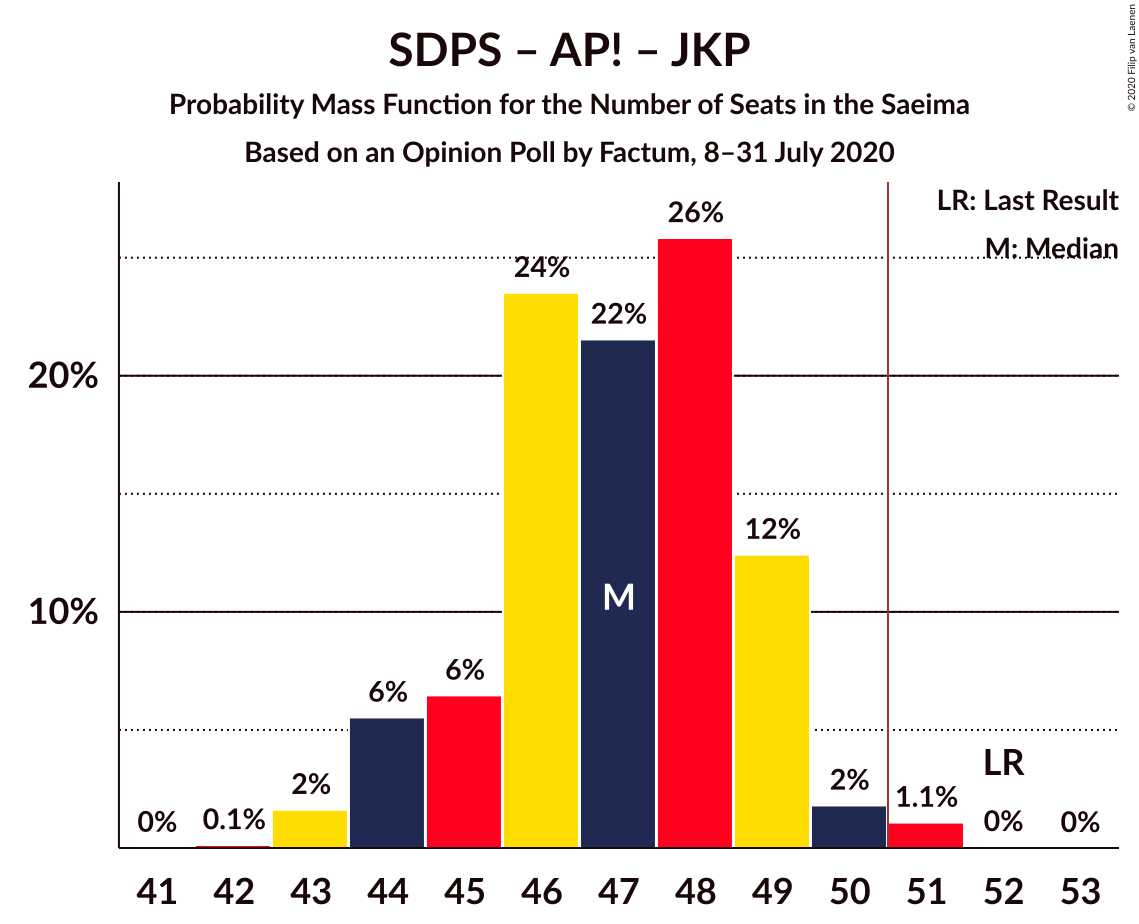 SDPS – AP! – JKP
Probability Mass Function for the Number of Seats in the Saeima
Based on an Opinion Poll by Factum, 8–31 July 2020
© 2020 Filip van Laenen
LR: Last Result
M: Median
20%
10%
0%
0.1%
2%
6%
6%
24%
22%
26%
12%
2%
1.1%
0%
0%
M
LR
41 42 43 44 45 46 47 48 49 50 51 52 53